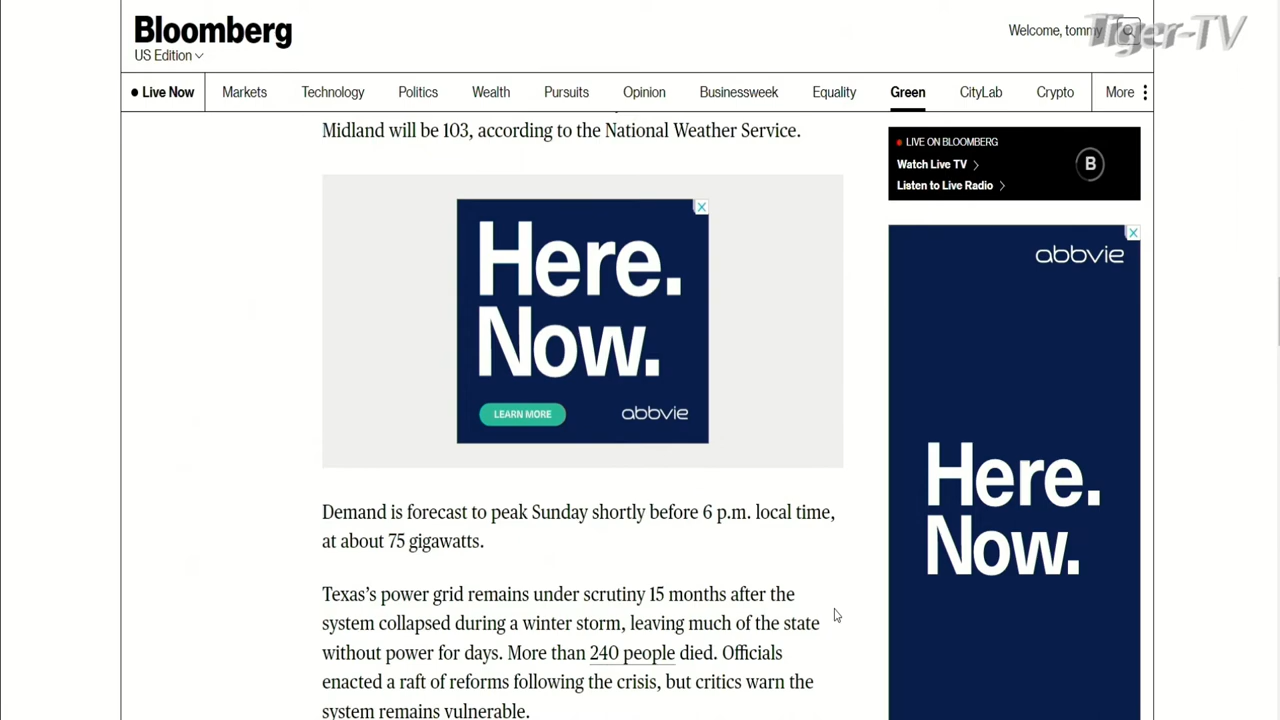 Bloomberg
US Edition
Welcome, tommy
Tiger-TV
Live Now
Markets
Technology
Politics
Wealth
Pursuits
Opinion
Businessweek
Equality
Green
CityLab
Crypto
More
Midland will be 103, according to the National Weather Service.
Here.
Now.
LEARN MORE
abbvie
Demand is forecast to peak Sunday shortly before 6 p.m. local time,
at about 75 gigawatts.
Texas’s power grid remains under scrutiny 15 months after the
system collapsed during a winter storm, leaving much of the state
without power for days. More than 240 people died. Officials
enacted a raft of reforms following the crisis, but critics warn the
system remains vulnerable.
LIVE ON BLOOMBERG
Watch Live TV
Listen to Live Radio
B
abbvie
Here.
Now.